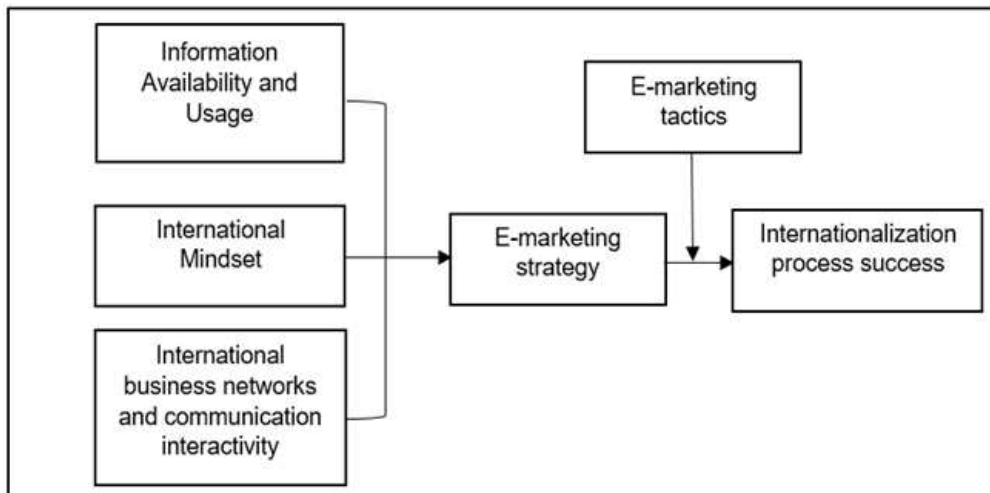 Information
Availability and
Usage
E-marketing
tactics
International
Mindset
E-marketing
strategy
Internationalization
process success
International
business networks
and communication
interactivity